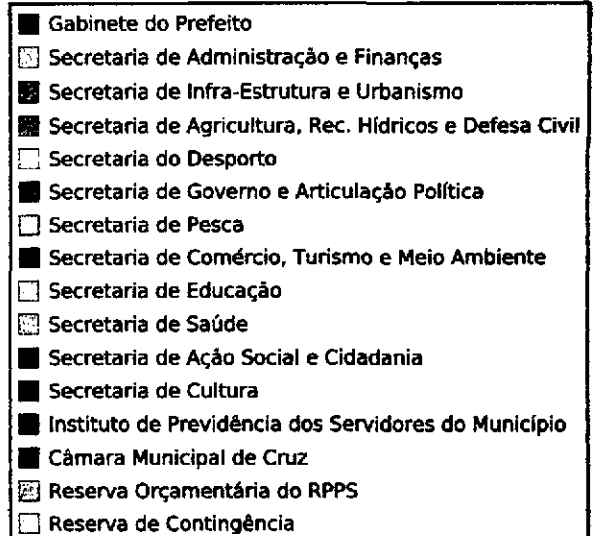 Gabinete do Prefeito
Secretaria de Administração e Finanças
Secretaria de Infra-Estrutura e Urbanismo
Secretaria de Agricultura, Rec. Hídricos e Defesa Civil
Secretaria do Desporto
Secretaria de Governo e Articulação Política
Secretaria de Pesca
Secretaria de Comércio, Turismo e Meio Ambiente
Secretaria de Educação
Secretaria de Saúde
Secretaria de Ação Social e Cidadania
Secretaria de Cultura
Instituto de Previdência dos Servidores do Município
Câmara Municipal de Cruz
Reserva Orçamentária do RPPS
Reserva de Contingência